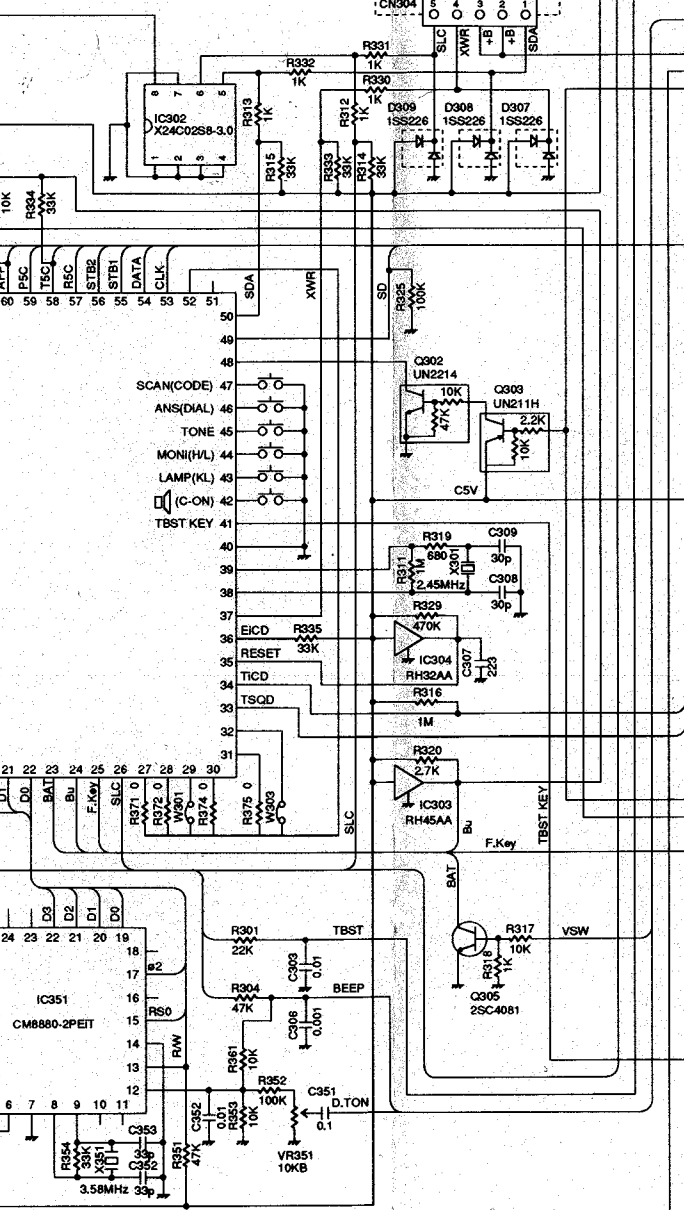 CN304
5 4 3 2 1
SLC XWR +B +B SDA
R331
1K
R332
1K
R330
1K
8 7 6 5
IC302
X24C02S8-3.0
1 2 3 4
R313 1K
R312 1K
D309
1SS226
D308
1SS226
D307
1SS226
R315 33K
R333 33K
R314 33K
10K
R334 33K
P5C T5C R5C STB2 STB1 DATA CLK
60 59 58 57 56 55 54 53 52 51
SDA
XWR
SD
R325 100K
50
49
48
SCAN(CODE) 47
ANS(DIAL) 46
TONE 45
MONI(H/L) 44
LAMP(KL) 43
(C-ON) 42
TBST KEY 41
40
39
38
37
36 EiCD
35 RESET
34 TiCD
33 TSQD
32
31
Q302
UN2214
10K
47K
Q303
UN211H
2.2K
10K
C5V
R319
680
C309
30p
R311 1M
X301
2.45MHz
C308
30p
R329
470K
R335
33K
IC304
RH32AA
C307 223
R316
1M
R320
2.7K
IC303
RH45AA
21 22 23 24 25 26 27 28 29 30
D1 D0 BAT Bu F.Key SLC
R371 0
R372 0
W301
R374 0
R375 0
W303
SLC
Bu
F.Key
TBST KEY
BAT
D3 D2 D1 D0
24 23 22 21 20 19
18
17 ø2
16
15 RS0
14
13
12
IC351
CM8880-2PEIT
R/W
R301
22K
TBST
C303 0.01
R304
47K
BEEP
C306 0.001
R317
10K
VSW
R318 1K
Q305
2SC4081
R361 10K
R352
100K
C351
0.1
D.TON
C352 0.01
R353 10K
VR351
10KB
6 7 8 9 10 11
R354 33K
X351
3.58MHz
C353
33p
C352
33p
R351 47K